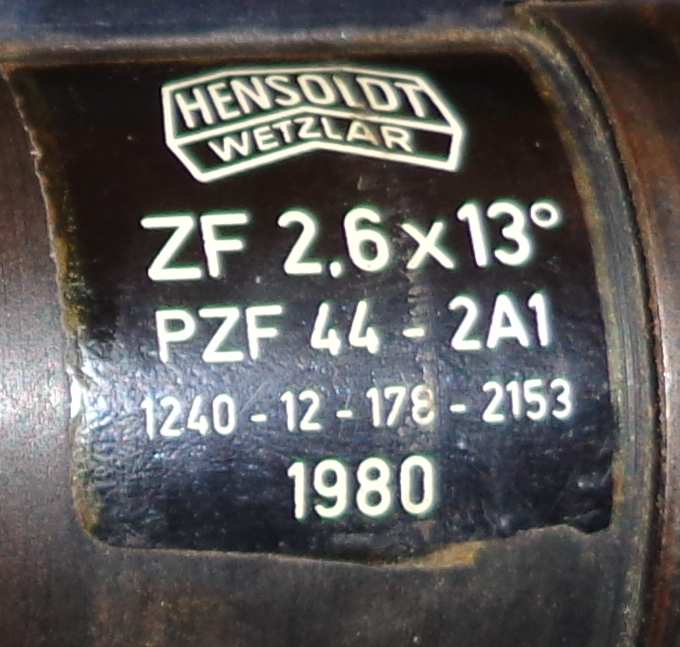 HENSOLDT
WETZLAR
ZF 2.6 x 13°
PZF 44 - 2A1
1240 - 12 - 178 - 2153
1980